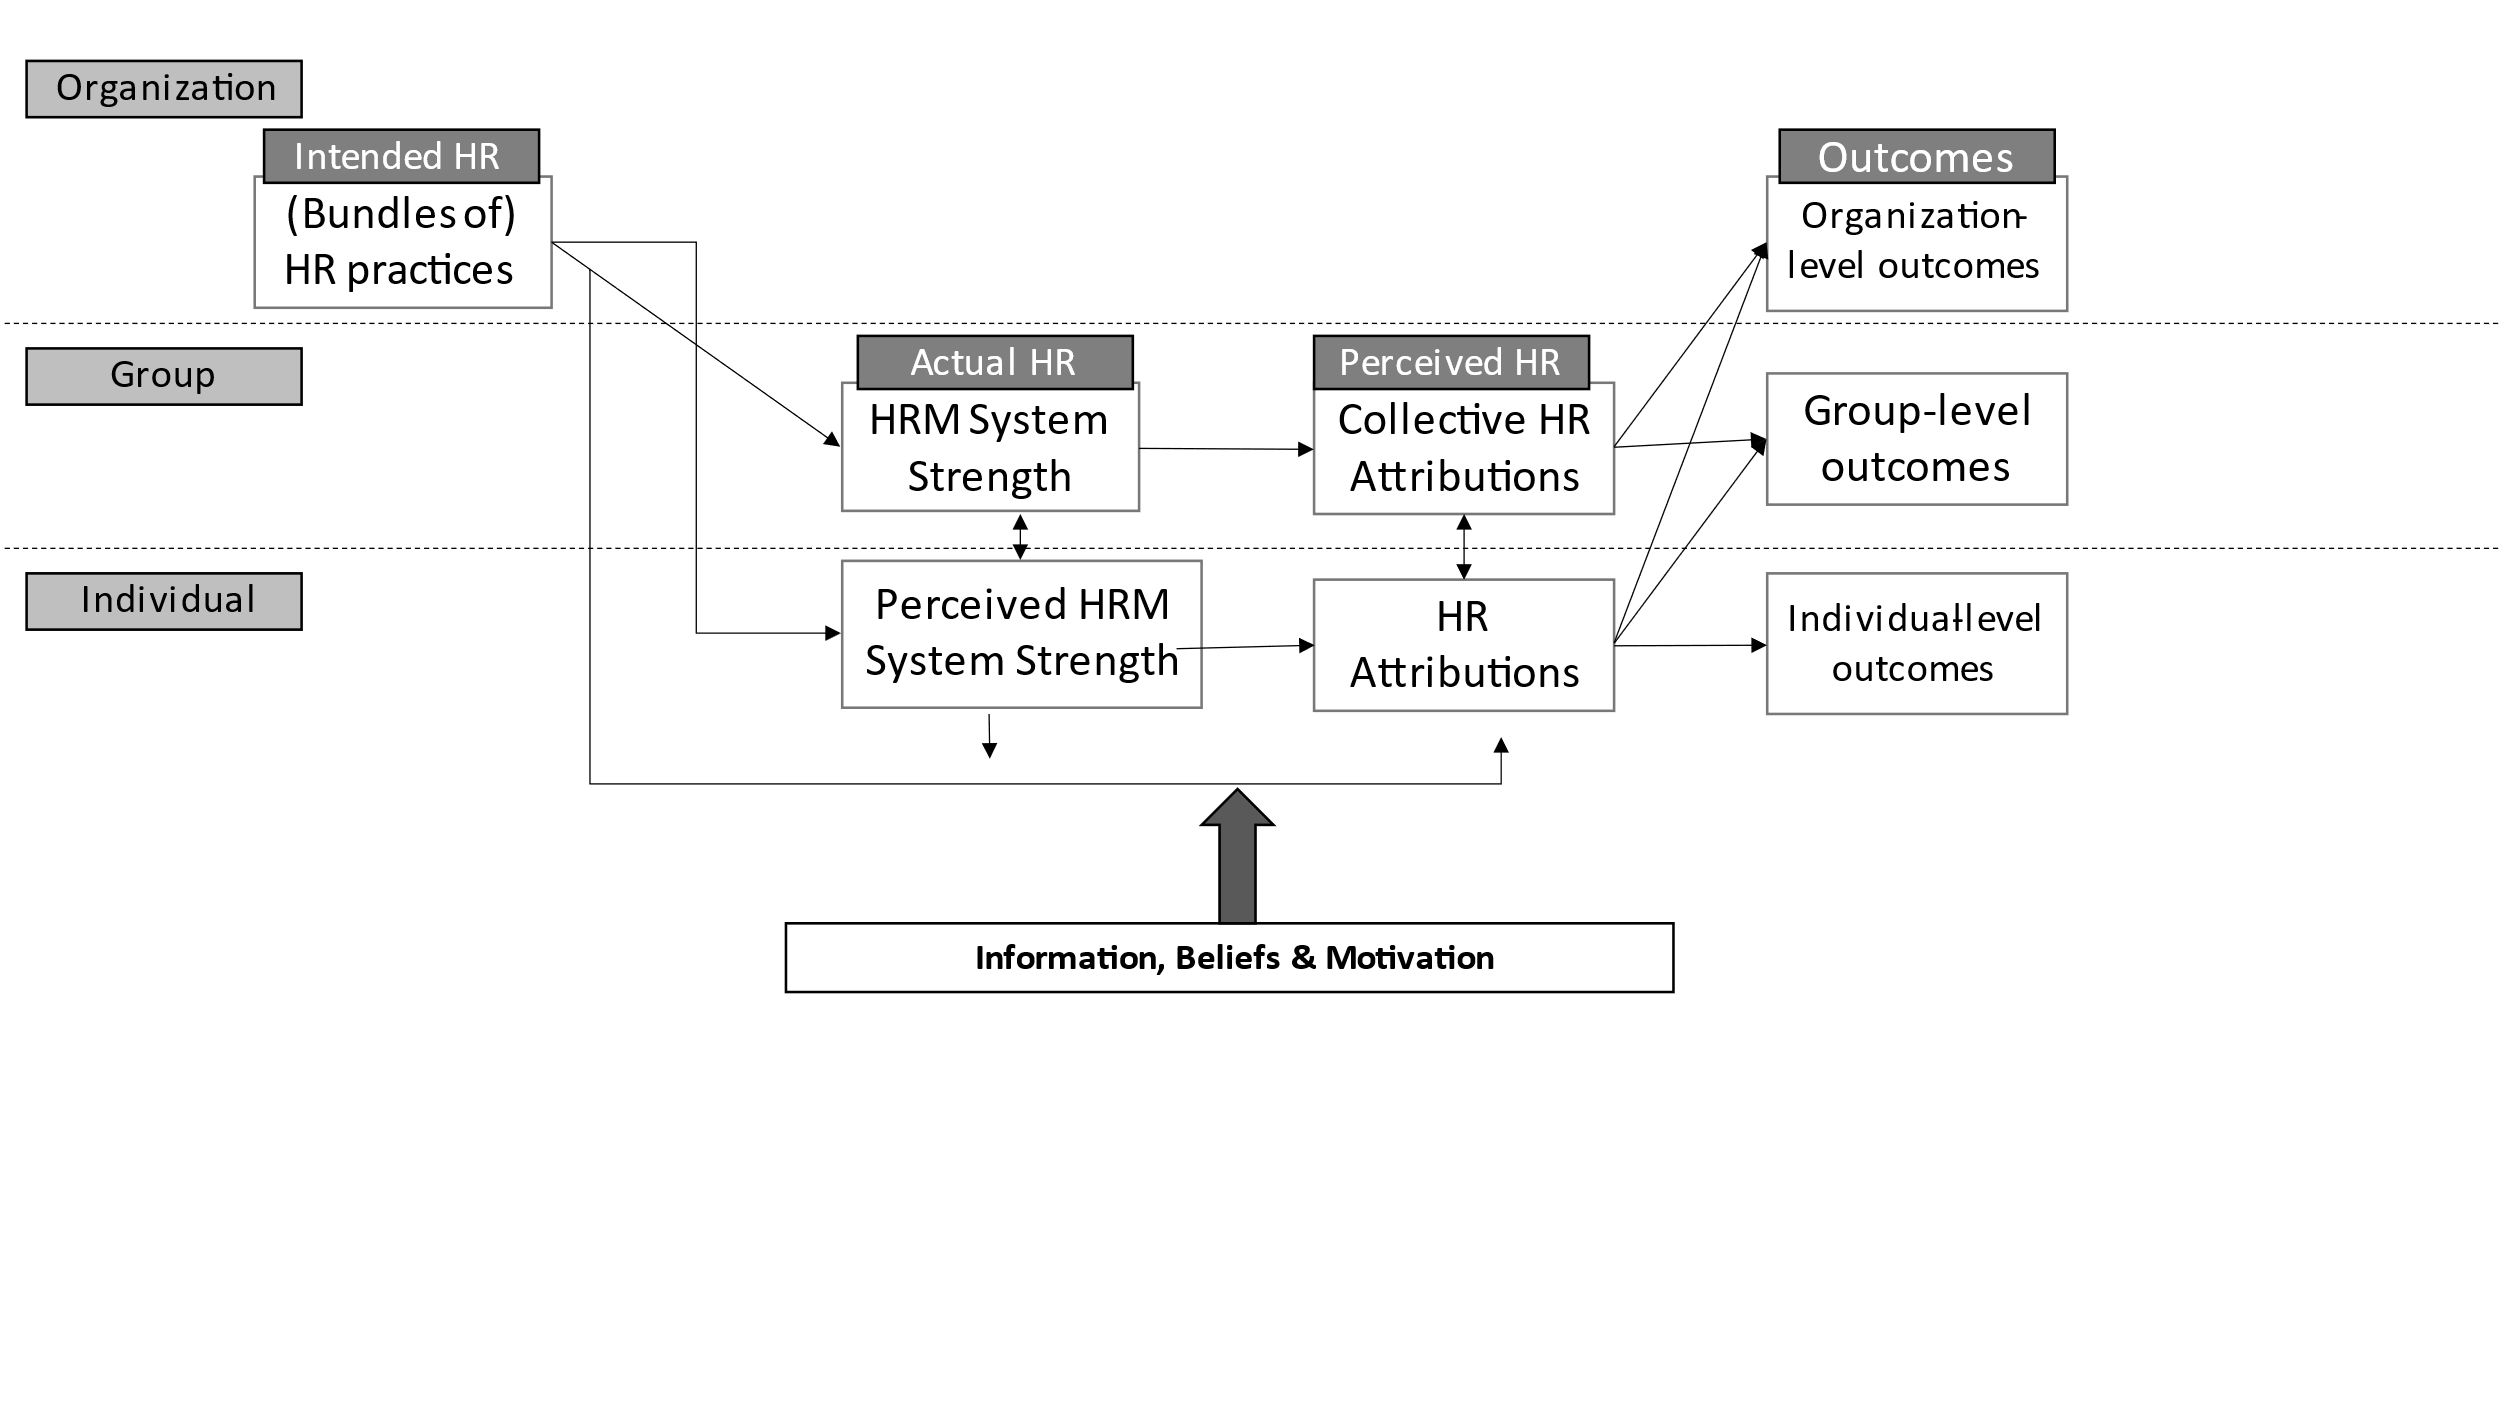 Organization
Intended HR
(Bundles of)
HR practices
Outcomes
Organization-
level outcomes
Group
Actual HR
HRM System
Strength
Perceived HR
Collective HR
Attributions
Group-level
outcomes
Individual
Perceived HRM
System Strength
HR
Attributions
Individual-level
outcomes
Information, Beliefs & Motivation